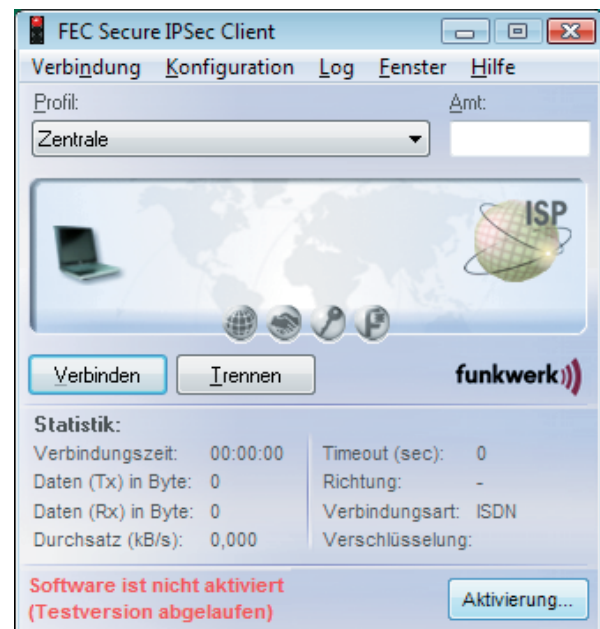 FEC Secure IPSec Client
Verbindung Konfiguration Log Fenster Hilfe
Profil: Amt:
Zentrale
ISP
Verbinden Trennen funkwerk
Statistik:
Verbindungszeit: 00:00:00 Timeout (sec): 0
Daten (Tx) in Byte: 0 Richtung: -
Daten (Rx) in Byte: 0 Verbindungsart: ISDN
Durchsatz (kB/s): 0,000 Verschlüsselung:
Software ist nicht aktiviert
(Testversion abgelaufen) Aktivierung...